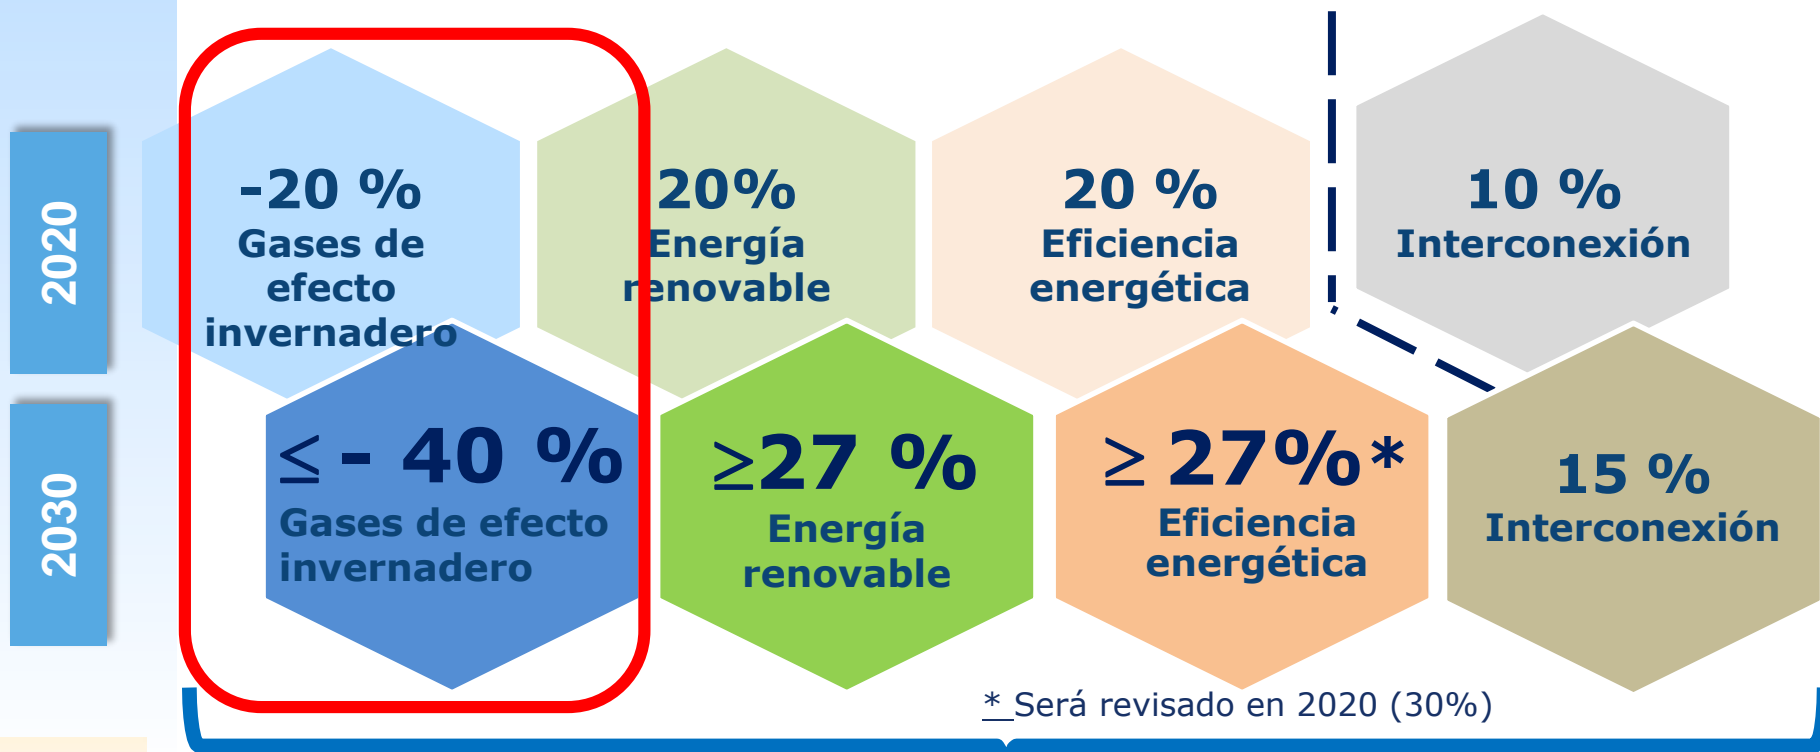 2020
-20 %
Gases de
efecto
invernadero
20%
Energía
renovable
20 %
Eficiencia
energética
10 %
Interconexión
2030
≤ - 40 %
Gases de efecto
invernadero
≥27 %
Energía
renovable
≥ 27%*
Eficiencia
energética
15 %
Interconexión
* Será revisado en 2020 (30%)